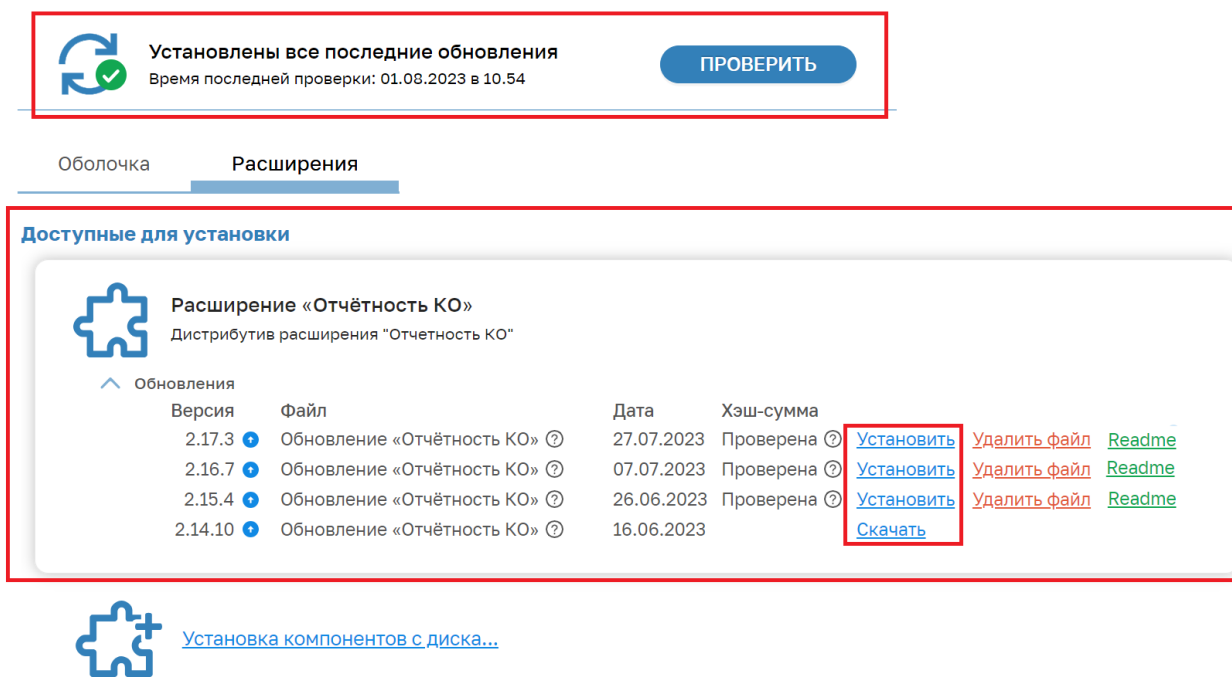 Установлены все последние обновления
Время последней проверки: 01.08.2023 в 10.54
ПРОВЕРИТЬ
Оболочка Расширения
Доступные для установки
Расширение «Отчётность КО»
Дистрибутив расширения "Отчетность КО"
Обновления
Версия Файл Дата Хэш-сумма
2.17.3 Обновление «Отчётность КО» ? 27.07.2023 Проверена ? Установить Удалить файл Readme
2.16.7 Обновление «Отчётность КО» ? 07.07.2023 Проверена ? Установить Удалить файл Readme
2.15.4 Обновление «Отчётность КО» ? 26.06.2023 Проверена ? Установить Удалить файл Readme
2.14.10 Обновление «Отчётность КО» ? 16.06.2023 Скачать
Установка компонентов с диска...